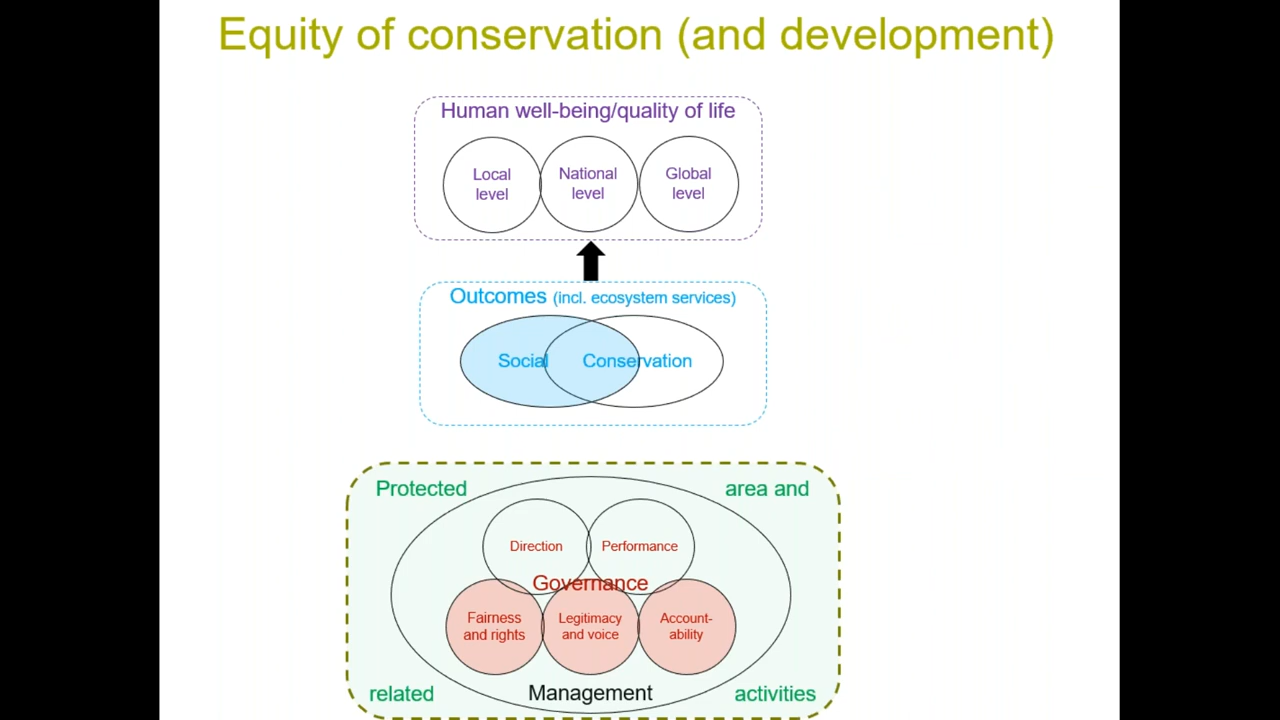 Equity of conservation (and development)
Human well-being/quality of life
Local
level
National
level
Global
level
Outcomes (incl. ecosystem services)
Social
Conservation
Protected
area and
Direction
Performance
Governance
Fairness
and rights
Legitimacy
and voice
Account-
ability
related
Management
activities